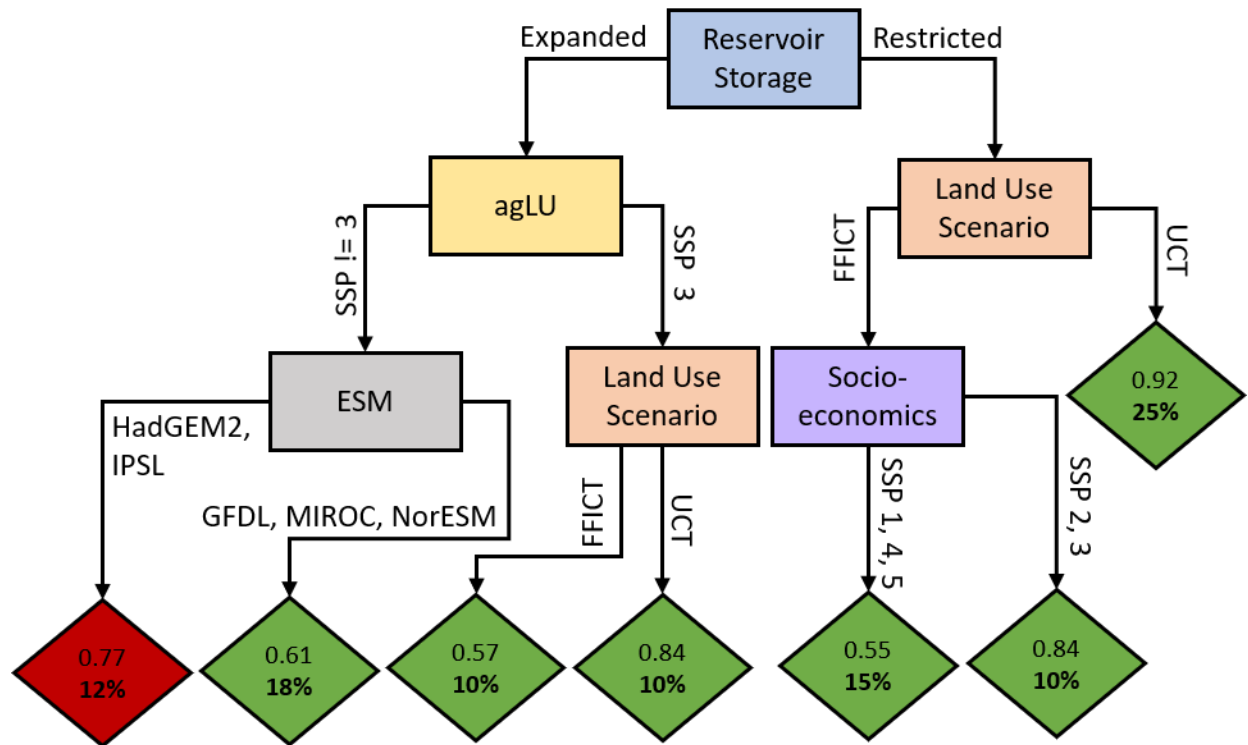 Expanded
Reservoir
Storage
Restricted
agLU
Land Use
Scenario
SSP != 3
SSP 3
FFICT
UCT
ESM
Land Use
Scenario
Socio-
economics
0.92
25%
HadGEM2,
IPSL
GFDL, MIROC, NorESM
FFICT
UCT
SSP 1, 4, 5
SSP 2, 3
0.77
12%
0.61
18%
0.57
10%
0.84
10%
0.55
15%
0.84
10%